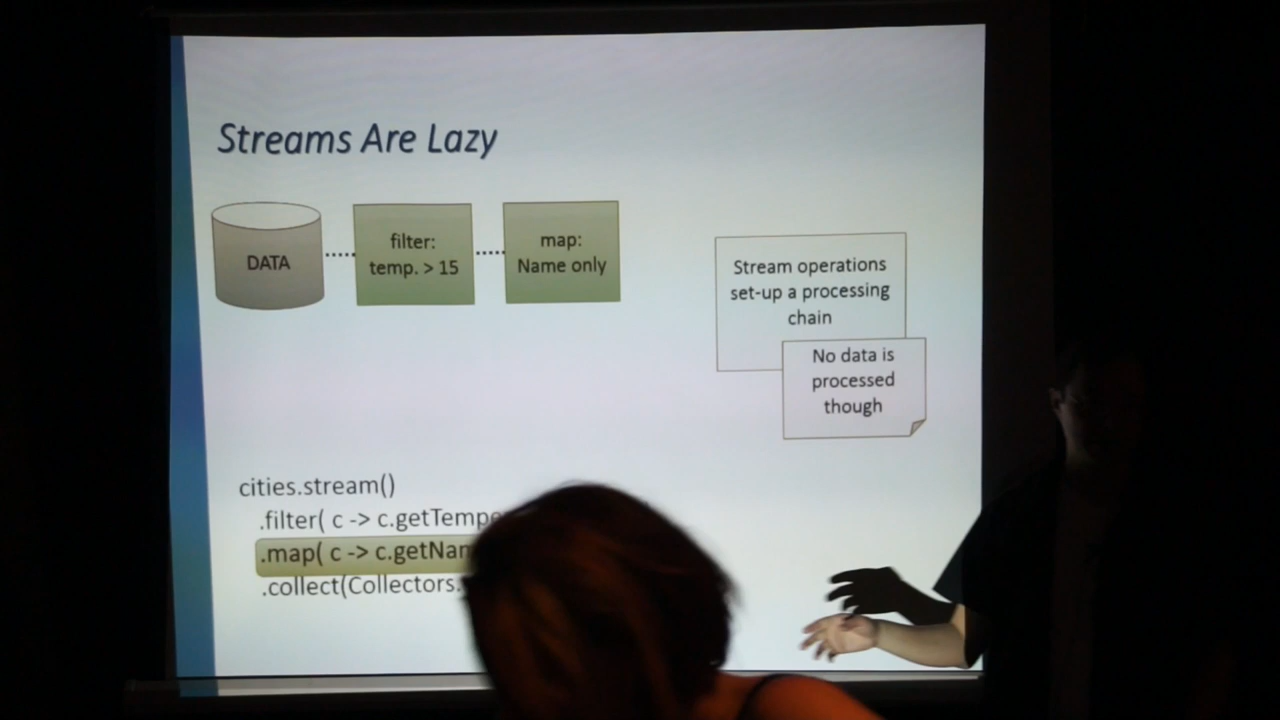 Streams Are Lazy
DATA
filter:
temp. > 15
map:
Name only
Stream operations
set-up a processing
chain
No data is
processed
though
cities.stream()
.filter( c -> c.getTempe
.map( c -> c.getNam
.collect(Collectors.